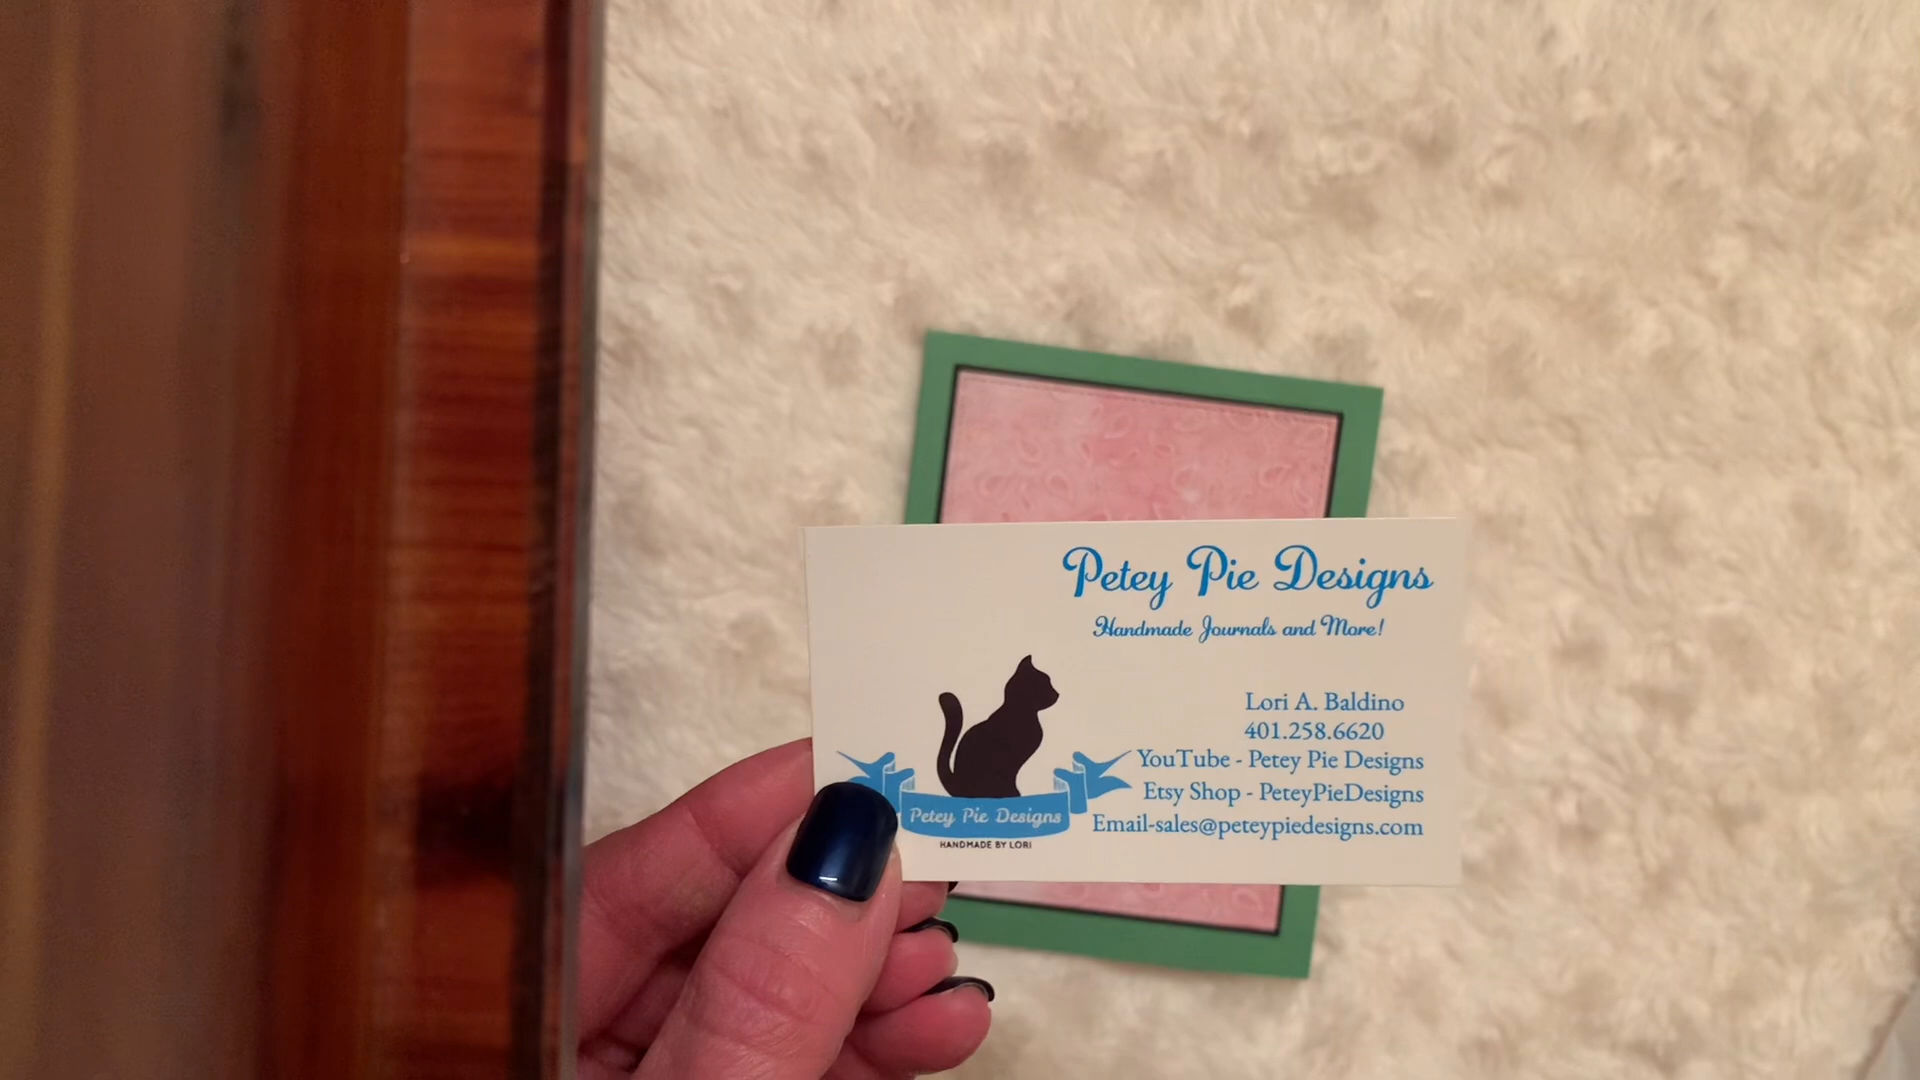 Petey Pie Designs
Handmade Journals and More!
Lori A. Baldino
401.258.6620
YouTube - Petey Pie Designs
Etsy Shop - PeteyPieDesigns
Email-sales@peteypiedesigns.com
Petey Pie Designs
HANDMADE BY LORI